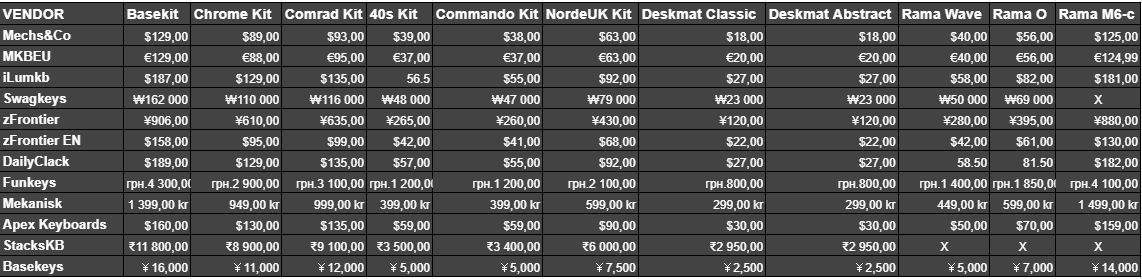 VENDOR Basekit Chrome Kit Comrad Kit 40s Kit Commando Kit NordeUK Kit Deskmat Classic Deskmat Abstract Rama Wave Rama O Rama M6-c
Mechs&Co $129,00 $89,00 $93,00 $39,00 $38,00 $63,00 $18,00 $18,00 $40,00 $56,00 $125,00
MKBEU €129,00 €88,00 €95,00 €37,00 €37,00 €63,00 €20,00 €20,00 €40,00 €56,00 €124,99
iLumkb $187,00 $129,00 $135,00 56.5 $55,00 $92,00 $27,00 $27,00 $58,00 $82,00 $181,00
Swagkeys ₩162 000 ₩110 000 ₩116 000 ₩48 000 ₩47 000 ₩79 000 ₩23 000 ₩23 000 ₩50 000 ₩69 000 X
zFrontier ¥906,00 ¥610,00 ¥635,00 ¥265,00 ¥260,00 ¥430,00 ¥120,00 ¥120,00 ¥280,00 ¥395,00 ¥880,00
zFrontier EN $158,00 $95,00 $99,00 $42,00 $41,00 $68,00 $22,00 $22,00 $42,00 $61,00 $130,00
DailyClack $189,00 $129,00 $135,00 $57,00 $55,00 $92,00 $27,00 $27,00 58.50 81.50 $182,00
Funkeys грн.4 300,00 грн.2 900,00 грн.3 100,00 грн.1 200,00 грн.1 200,00 грн.2 100,00 грн.800,00 грн.800,00 грн.1 400,00 грн.1 850,00 грн.4 100,00
Mekanisk 1 399,00 kr 949,00 kr 999,00 kr 399,00 kr 399,00 kr 599,00 kr 299,00 kr 299,00 kr 449,00 kr 599,00 kr 1 499,00 kr
Apex Keyboards $160,00 $130,00 $135,00 $59,00 $59,00 $90,00 $30,00 $30,00 $50,00 $70,00 $159,00
StacksKB ₹11 800,00 ₹8 900,00 ₹9 100,00 ₹3 500,00 ₹3 400,00 ₹6 000,00 ₹2 950,00 ₹2 950,00 X X X
Basekeys ￥16,000 ￥11,000 ￥12,000 ￥5,000 ￥5,000 ￥7,500 ￥2,500 ￥2,500 ￥5,000 ￥7,000 ￥14,000